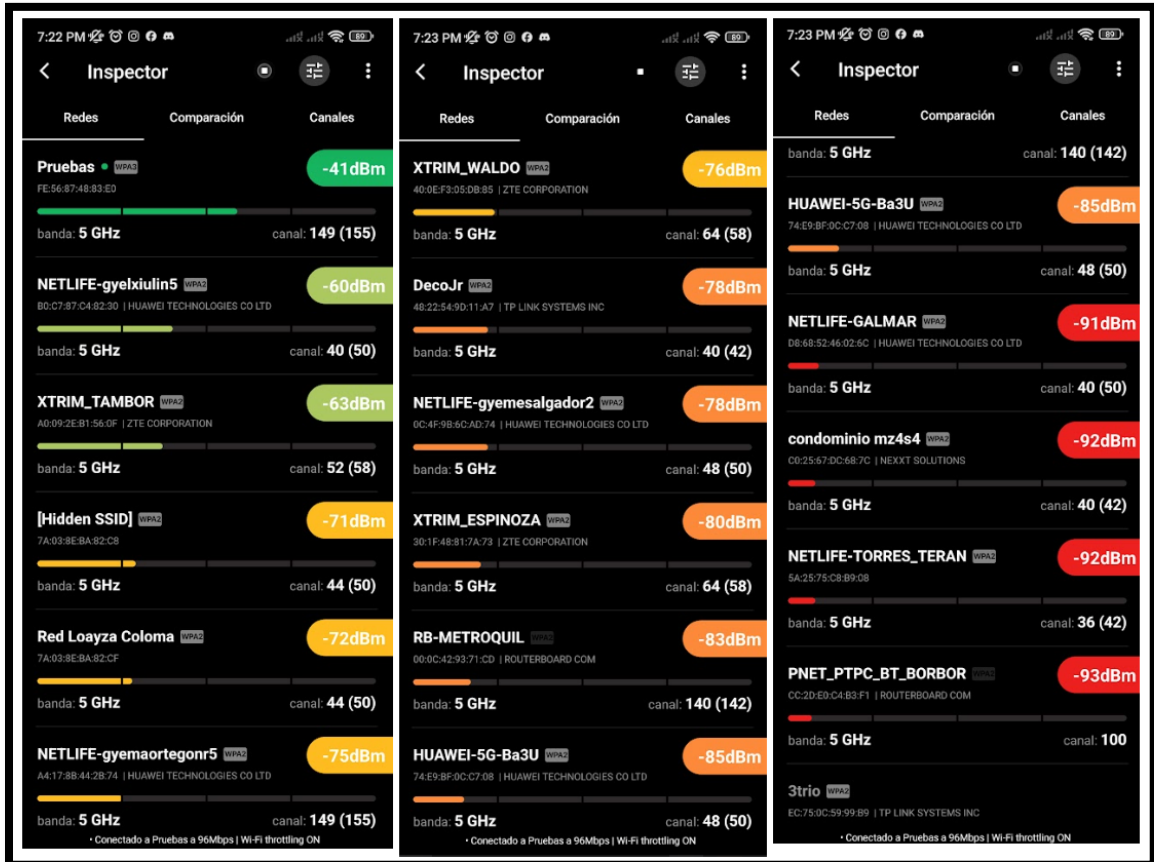 7:22 PM
89
Inspector
Redes Comparación Canales
Pruebas WPA3
-41dBm
FE:56:87:48:83:E0
banda: 5 GHz canal: 149 (155)
NETLIFE-gyelxiulin5 WPA2
-60dBm
B0:C7:87:C4:82:30 | HUAWEI TECHNOLOGIES CO LTD
banda: 5 GHz canal: 40 (50)
XTRIM_TAMBOR WPA2
-63dBm
A0:09:2E:B1:56:0F | ZTE CORPORATION
banda: 5 GHz canal: 52 (58)
[Hidden SSID] WPA2
-71dBm
7A:03:8E:BA:82:C8
banda: 5 GHz canal: 44 (50)
Red Loayza Coloma WPA2
-72dBm
7A:03:8E:BA:82:CF
banda: 5 GHz canal: 44 (50)
NETLIFE-gyemaortegonr5 WPA2
-75dBm
A4:17:8B:44:2B:74 | HUAWEI TECHNOLOGIES CO LTD
banda: 5 GHz canal: 149 (155)
• Conectado a Pruebas a 96Mbps | Wi-Fi throttling ON
7:23 PM
89
Inspector
Redes Comparación Canales
XTRIM_WALDO WPA2
-76dBm
40:0E:F3:05:DB:85 | ZTE CORPORATION
banda: 5 GHz canal: 64 (58)
DecoJr WPA2
-78dBm
48:22:54:9D:11:A7 | TP LINK SYSTEMS INC
banda: 5 GHz canal: 40 (42)
NETLIFE-gyemesalgador2 WPA2
-78dBm
0C:4F:9B:6C:AD:74 | HUAWEI TECHNOLOGIES CO LTD
banda: 5 GHz canal: 48 (50)
XTRIM_ESPINOZA WPA2
-80dBm
30:1F:48:81:7A:73 | ZTE CORPORATION
banda: 5 GHz canal: 64 (58)
RB-METROQUIL WPA2
-83dBm
00:0C:42:93:71:CD | ROUTERBOARD COM
banda: 5 GHz canal: 140 (142)
HUAWEI-5G-Ba3U WPA2
-85dBm
74:E9:BF:0C:C7:08 | HUAWEI TECHNOLOGIES CO LTD
banda: 5 GHz canal: 48 (50)
• Conectado a Pruebas a 96Mbps | Wi-Fi throttling ON
7:23 PM
89
Inspector
Redes Comparación Canales
banda: 5 GHz canal: 140 (142)
HUAWEI-5G-Ba3U WPA2
-85dBm
74:E9:BF:0C:C7:08 | HUAWEI TECHNOLOGIES CO LTD
banda: 5 GHz canal: 48 (50)
NETLIFE-GALMAR WPA2
-91dBm
D8:68:52:46:02:6C | HUAWEI TECHNOLOGIES CO LTD
banda: 5 GHz canal: 40 (50)
condominio mz4s4 WPA2
-92dBm
C0:25:67:DC:68:7C | NEXXT SOLUTIONS
banda: 5 GHz canal: 40 (42)
NETLIFE-TORRES_TERAN WPA2
-92dBm
5A:25:75:C8:B9:08
banda: 5 GHz canal: 36 (42)
PNET_PTPC_BT_BORBOR WPA2
-93dBm
CC:2D:E0:C4:B3:F1 | ROUTERBOARD COM
banda: 5 GHz canal: 100
3trio WPA2
EC:75:0C:59:99:B9 | TP LINK SYSTEMS INC
• Conectado a Pruebas a 96Mbps | Wi-Fi throttling ON